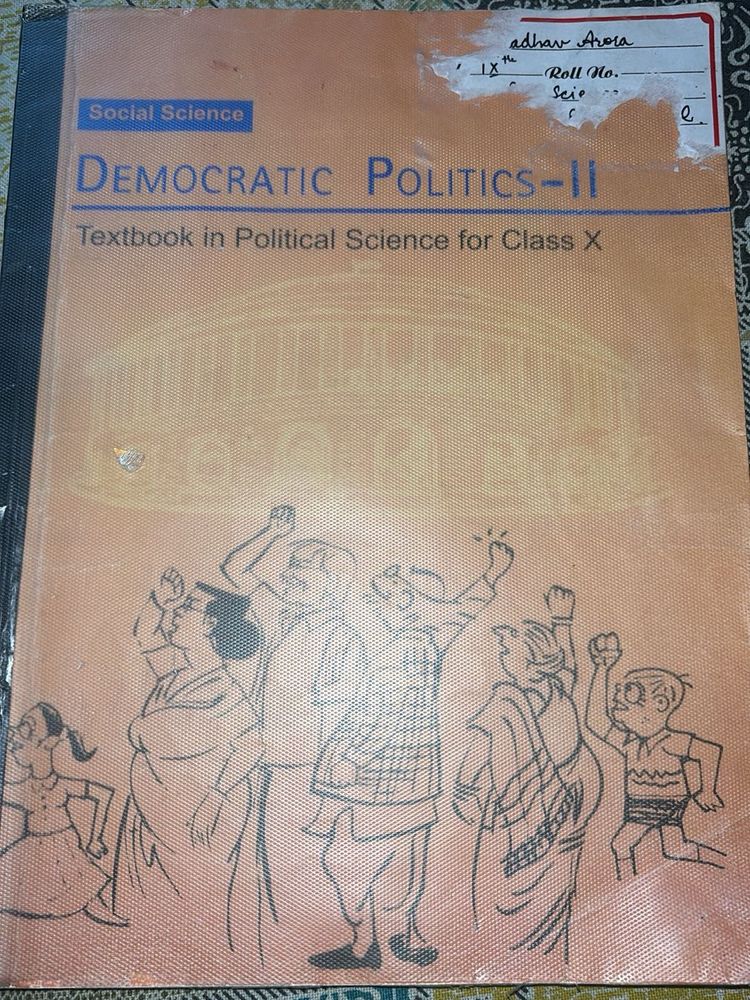 adhav Arora
IXth Roll No.
Social Science
DEMOCRATIC POLITICS-II
Textbook in Political Science for Class X